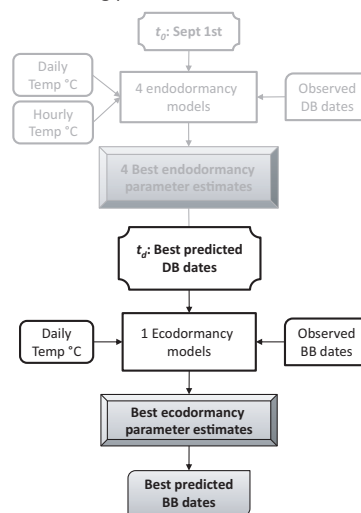 t0: Sept 1st
Daily
Temp °C
Hourly
Temp °C
4 endodormancy
models
Observed
DB dates
4 Best endodormancy
parameter estimates
td: Best predicted
DB dates
Daily
Temp °C
1 Ecodormancy
models
Observed
BB dates
Best ecodormancy
parameter estimates
Best predicted
BB dates